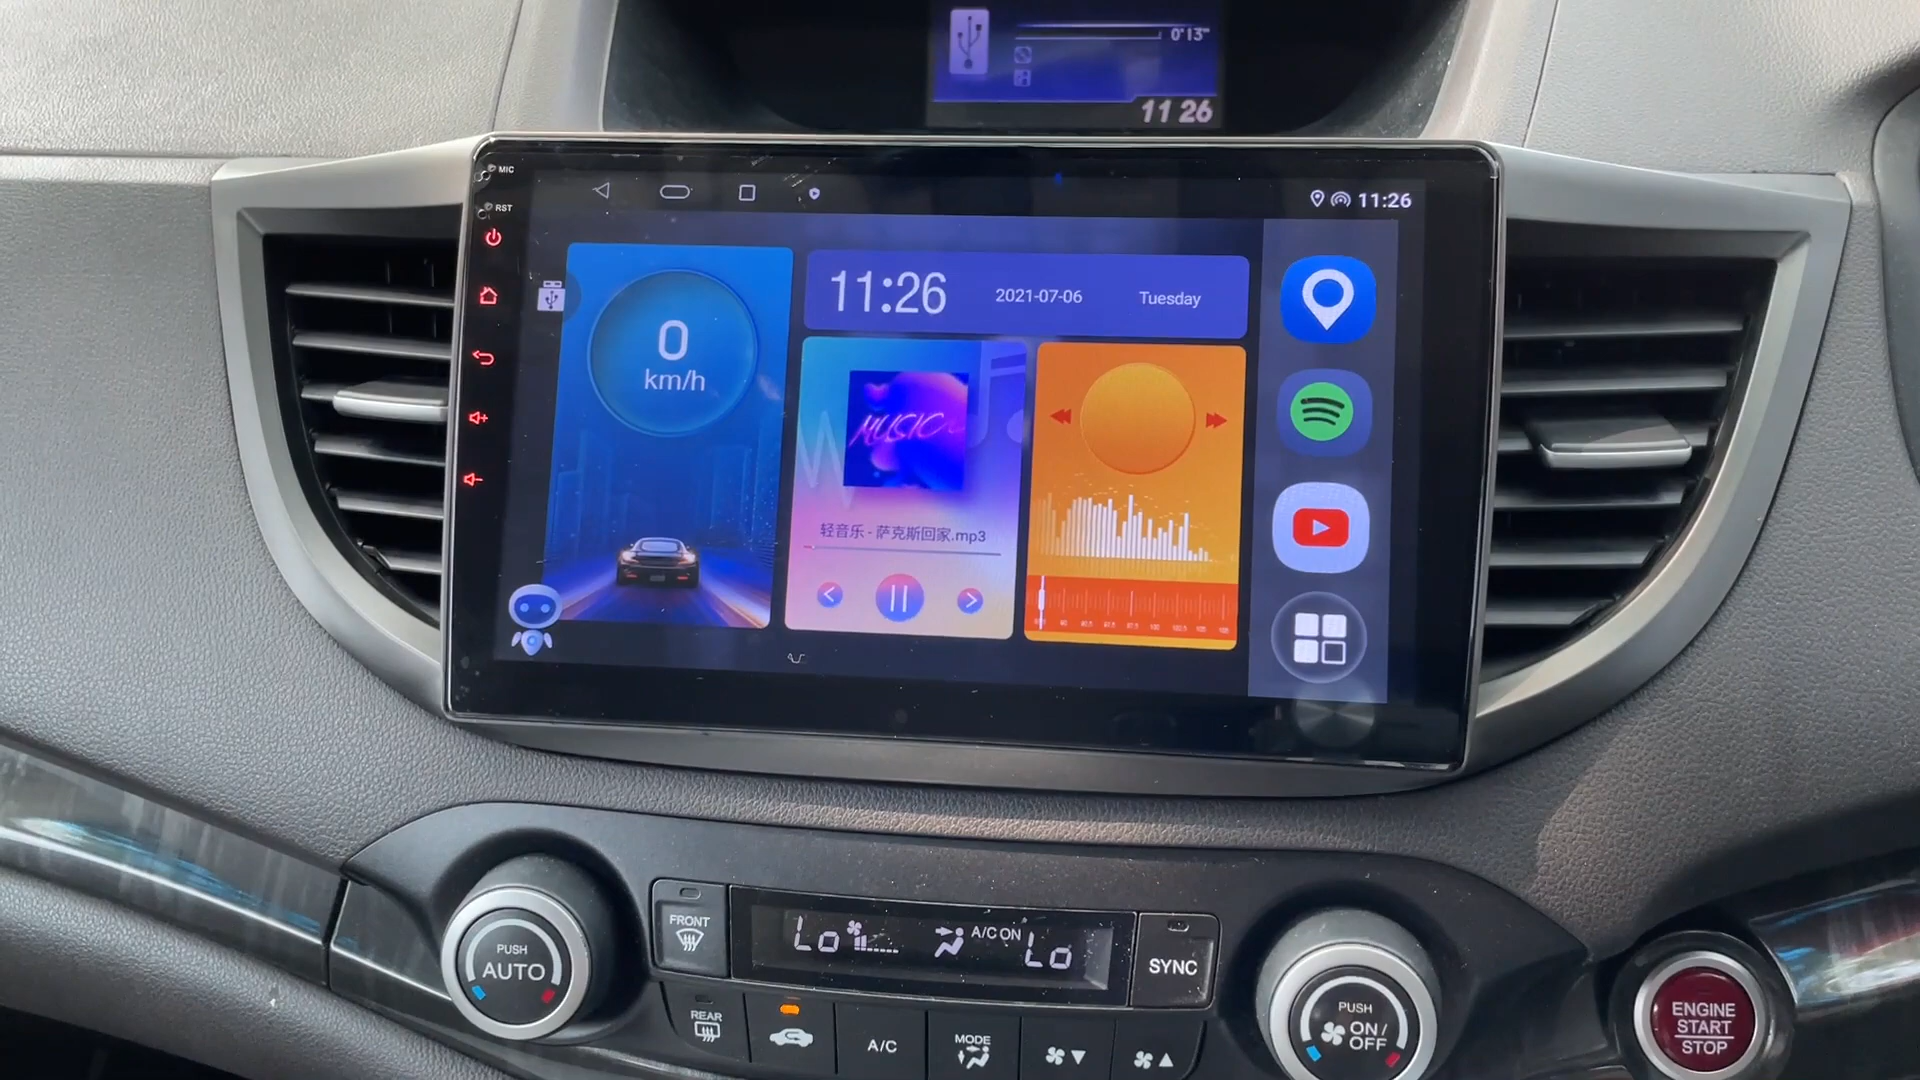 0'13"
11 26
MIC
RST
11:26
11:26 2021-07-06 Tuesday
0
km/h
MUSIC
轻音乐 - 萨克斯回家.mp3
PUSH
AUTO
FRONT
Lo
A/C ON
Lo
SYNC
REAR
A/C
MODE
PUSH
ON/
OFF
ENGINE
START
STOP